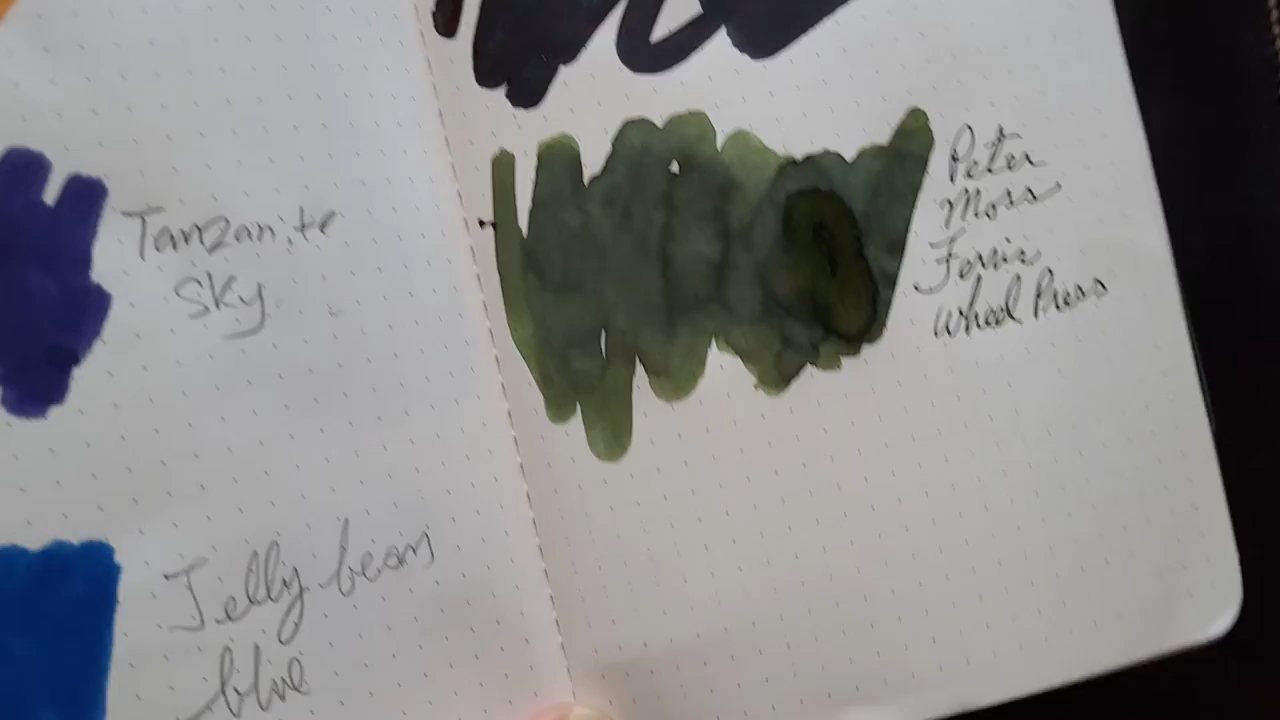 Tanzanite
Sky
Jelly bean
blue
Peter
Moss
Ferris
Wheel Press